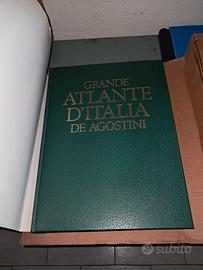 GRANDE
ATLANTE
D'ITALIA
DE AGOSTINI
subito